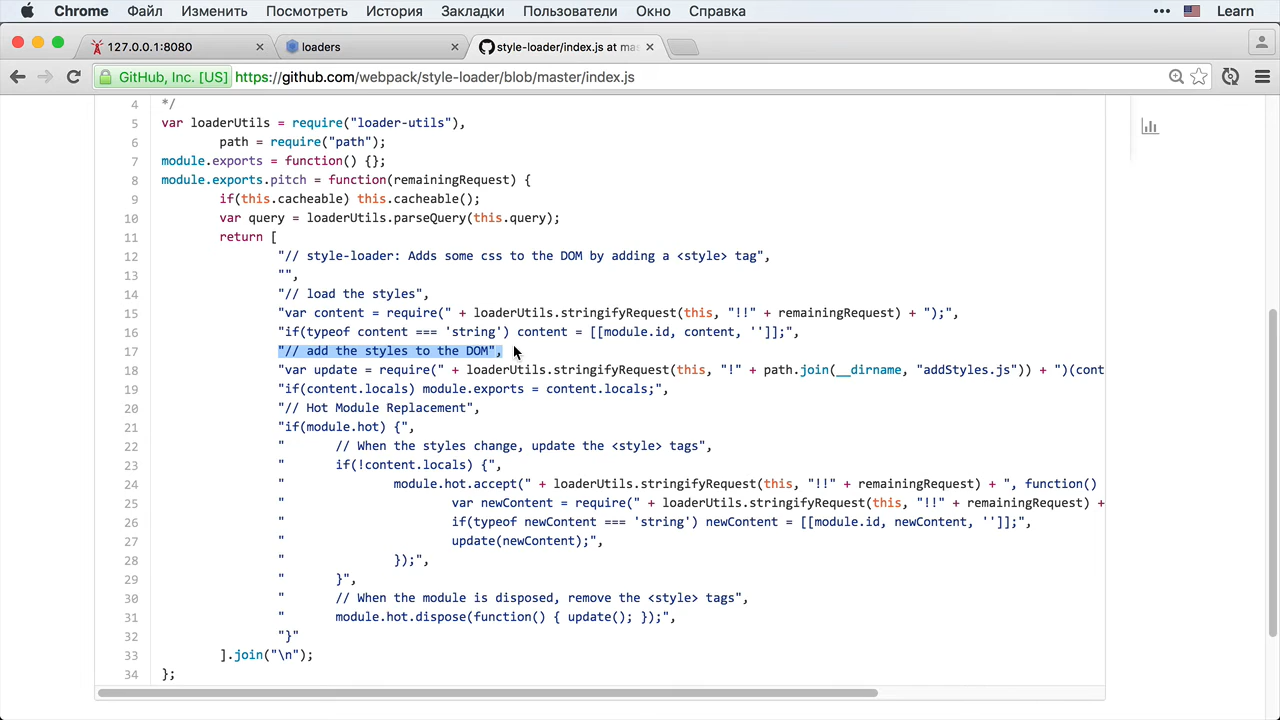 Chrome Файл Изменить Посмотреть История Закладки Пользователи Окно Справка ••• Learn
127.0.0.1:8080 × loaders × style-loader/index.js at mas ×
GitHub, Inc. [US] https://github.com/webpack/style-loader/blob/master/index.js
4 */
5 var loaderUtils = require("loader-utils"),
6 path = require("path");
7 module.exports = function() {};
8 module.exports.pitch = function(remainingRequest) {
9 if(this.cacheable) this.cacheable();
10 var query = loaderUtils.parseQuery(this.query);
11 return [
12 "// style-loader: Adds some css to the DOM by adding a <style> tag",
13 "",
14 "// load the styles",
15 "var content = require(" + loaderUtils.stringifyRequest(this, "!!" + remainingRequest) + ");",
16 "if(typeof content === 'string') content = [[module.id, content, '']];",
17 "// add the styles to the DOM",
18 "var update = require(" + loaderUtils.stringifyRequest(this, "!" + path.join(__dirname, "addStyles.js")) + ")(cont
19 "if(content.locals) module.exports = content.locals;",
20 "// Hot Module Replacement",
21 "if(module.hot) {",
22 " // When the styles change, update the <style> tags",
23 " if(!content.locals) {",
24 " module.hot.accept(" + loaderUtils.stringifyRequest(this, "!!" + remainingRequest) + ", function()
25 " var newContent = require(" + loaderUtils.stringifyRequest(this, "!!" + remainingRequest) +
26 " if(typeof newContent === 'string') newContent = [[module.id, newContent, '']];",
27 " update(newContent);",
28 " });",
29 " }",
30 " // When the module is disposed, remove the <style> tags",
31 " module.hot.dispose(function() { update(); });",
32 "}"
33 ].join("\n");
34 };